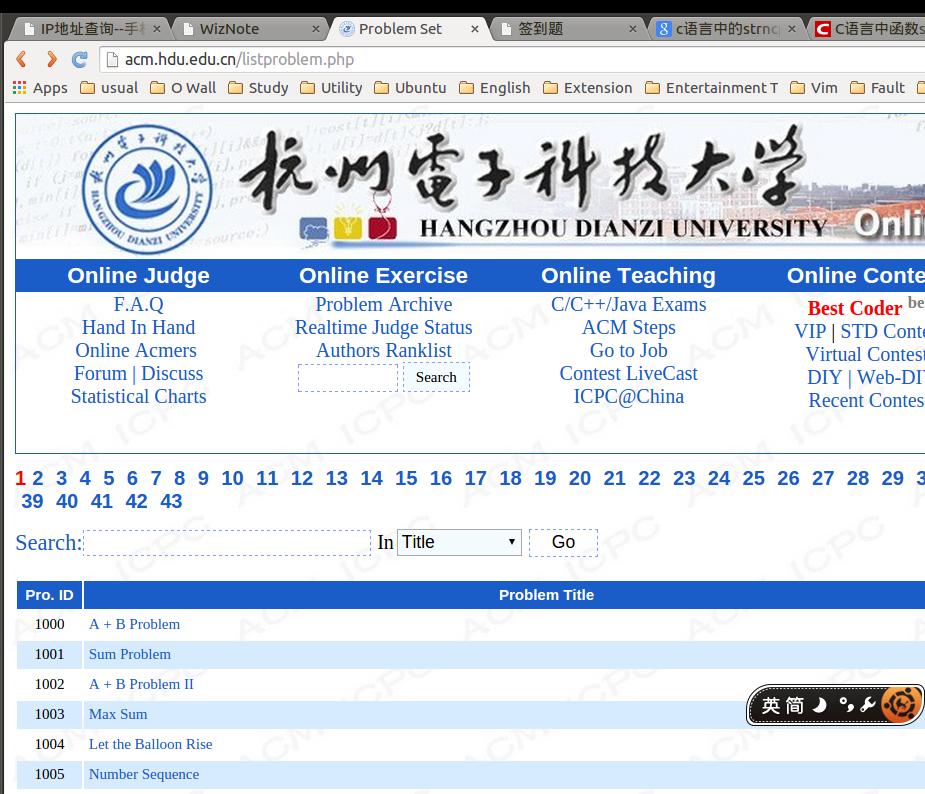 IP地址查询--手
WizNote
Problem Set
签到题
c语言中的strnc
C语言中函数s
acm.hdu.edu.cn/listproblem.php
Apps usual O Wall Study Utility Ubuntu English Extension Entertainment T Vim Fault
杭州電子科技大学
HANGZHOU DIANZI UNIVERSITY
Onli
Online Judge Online Exercise Online Teaching Online Conte
F.A.Q Problem Archive C/C++/Java Exams Best Coder be
Hand In Hand Realtime Judge Status ACM Steps VIP | STD Conte
Online Acmers Authors Ranklist Go to Job Virtual Contest
Forum | Discuss Search Contest LiveCast DIY | Web-DIY
Statistical Charts ICPC@China Recent Contes
1 2 3 4 5 6 7 8 9 10 11 12 13 14 15 16 17 18 19 20 21 22 23 24 25 26 27 28 29 3
39 40 41 42 43
Search: In Title Go
Pro. ID Problem Title
1000 A + B Problem
1001 Sum Problem
1002 A + B Problem II
1003 Max Sum
英简
1004 Let the Balloon Rise
1005 Number Sequence